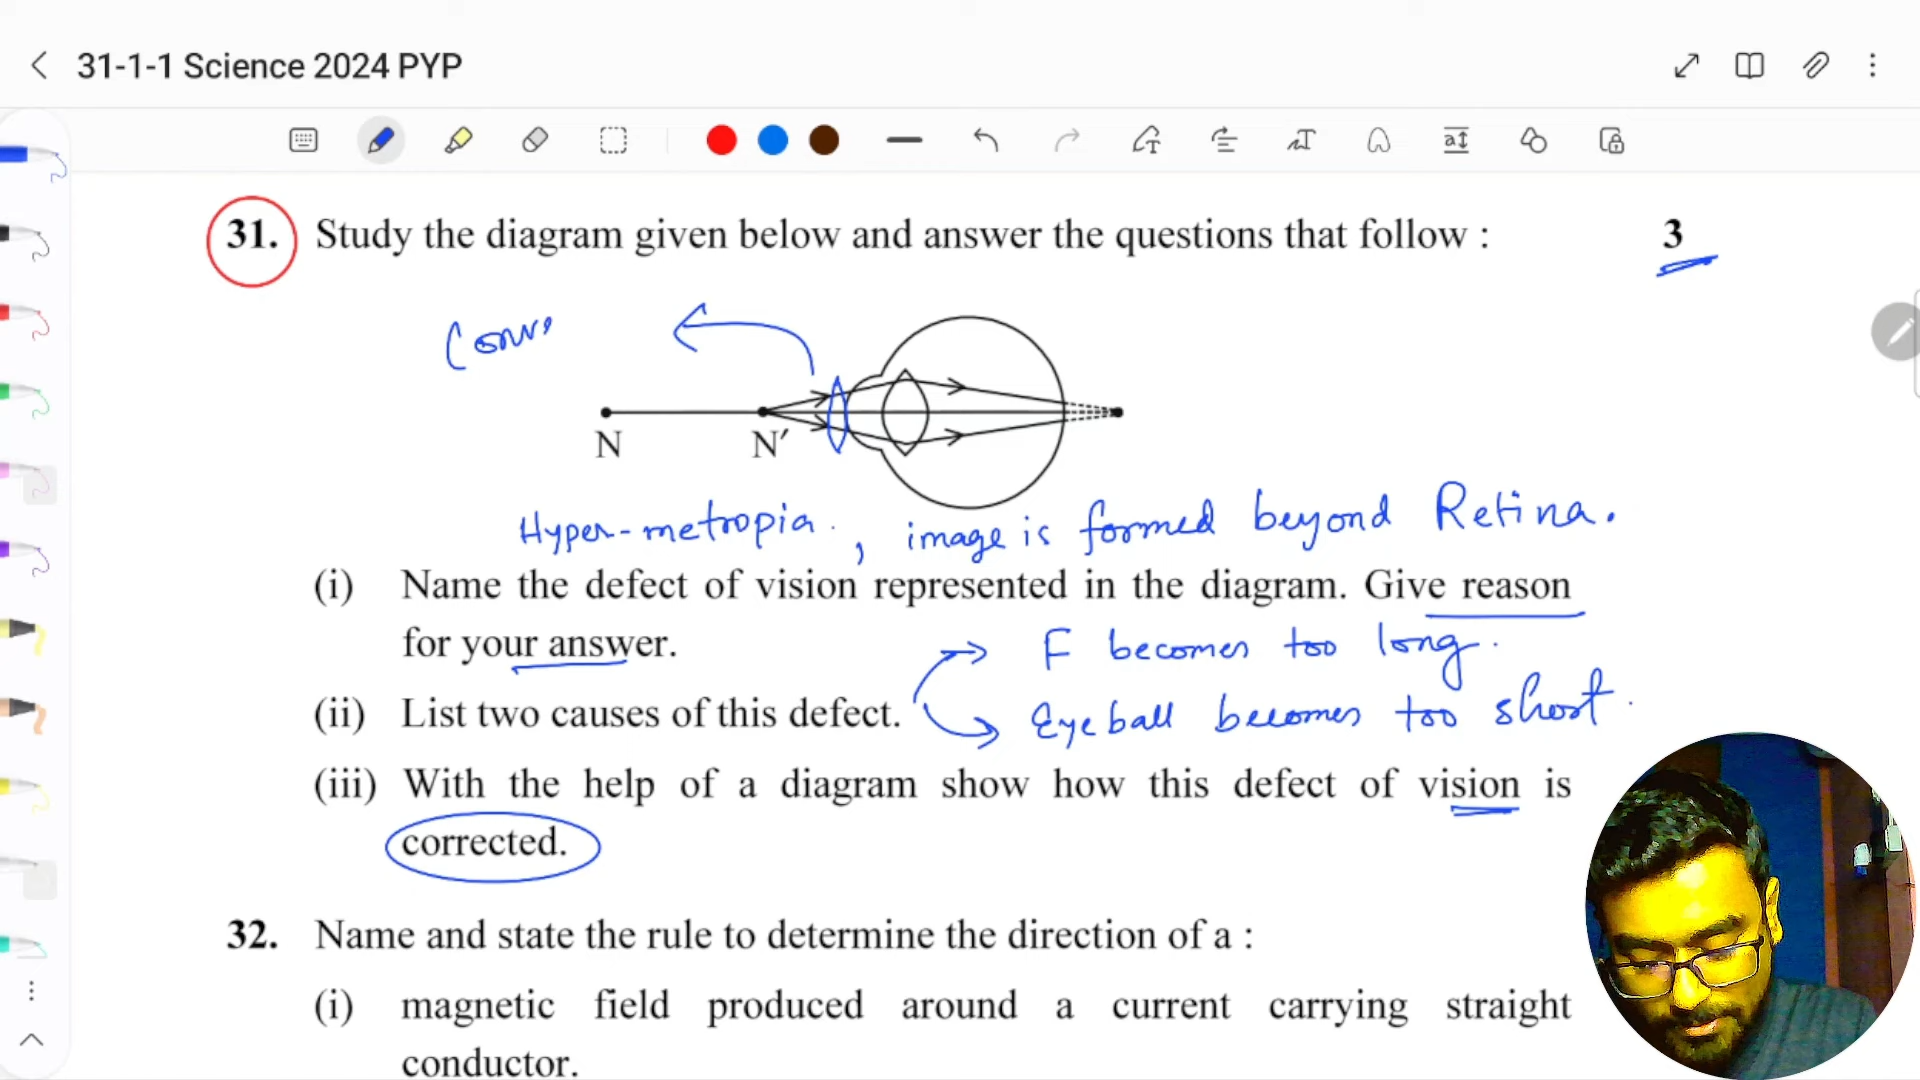 31-1-1 Science 2024 PYP
31. Study the diagram given below and answer the questions that follow : 3
Conv
N N′
Hyper-metropia. , image is formed beyond Retina.
(i) Name the defect of vision represented in the diagram. Give reason
for your answer.
F becomes too long.
(ii) List two causes of this defect.
Eyeball becomes too short.
(iii) With the help of a diagram show how this defect of vision is
corrected.
32. Name and state the rule to determine the direction of a :
(i) magnetic field produced around a current carrying straight
conductor.